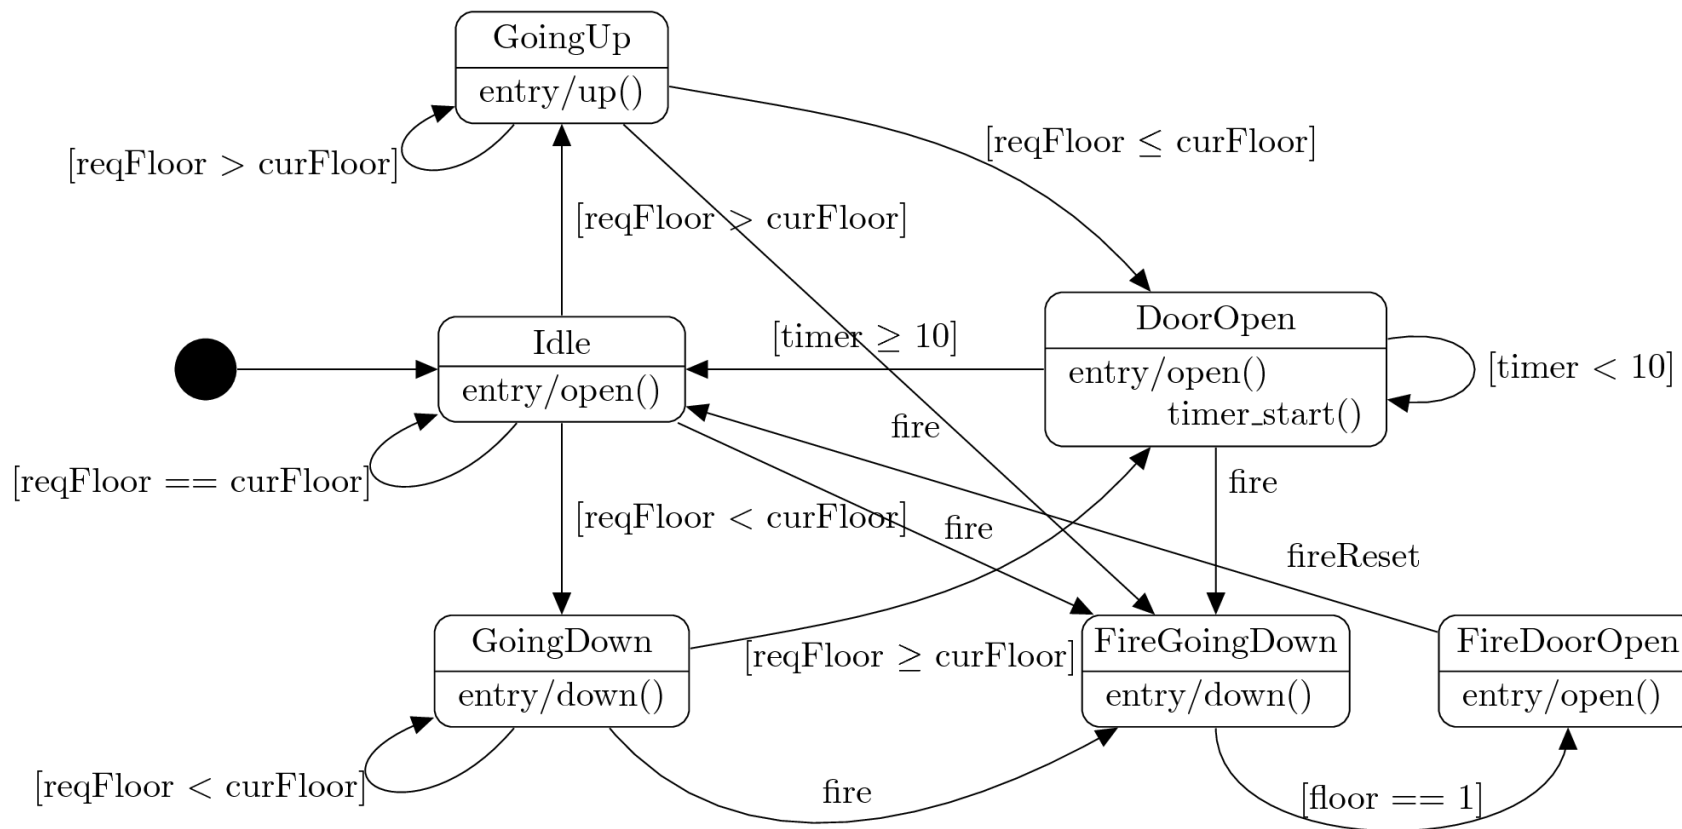 GoingUp
entry/up()
[reqFloor > curFloor]
[reqFloor ≤ curFloor]
[reqFloor > curFloor]
Idle
entry/open()
[timer ≥ 10]
DoorOpen
entry/open()
timer_start()
[timer < 10]
[reqFloor == curFloor]
fire
fire
[reqFloor < curFloor]
fire
fireReset
GoingDown
entry/down()
[reqFloor ≥ curFloor]
FireGoingDown
entry/down()
FireDoorOpen
entry/open()
[reqFloor < curFloor]
fire
[floor == 1]